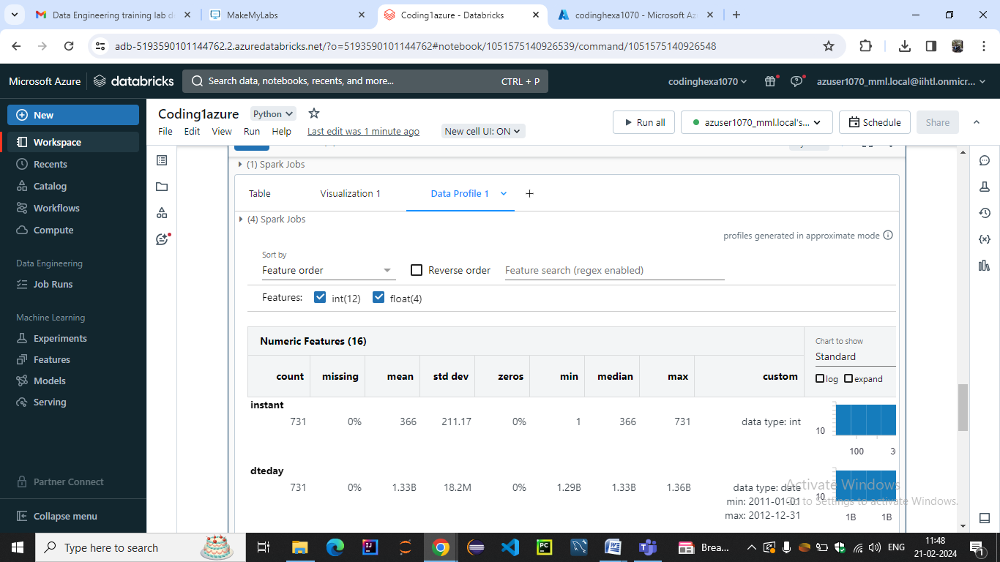 Data Engineering training lab d
MakeMyLabs
Coding1azure - Databricks
codinghexa1070 - Microsoft Az
adb-5193590101144762.2.azuredatabricks.net/?o=5193590101144762#notebook/1051575140926539/command/1051575140926548
Microsoft Azure
databricks
Search data, notebooks, recents, and more...
CTRL + P
codinghexa1070
azuser1070_mml.local@iihtl.onmicr...
New
Workspace
Recents
Catalog
Workflows
Compute
Data Engineering
Job Runs
Machine Learning
Experiments
Features
Models
Serving
Partner Connect
Collapse menu
Coding1azure
Python
File Edit View Run Help
Last edit was 1 minute ago
New cell UI: ON
Run all
azuser1070_mml.local's...
Schedule
Share
(1) Spark Jobs
Table
Visualization 1
Data Profile 1
(4) Spark Jobs
profiles generated in approximate mode
Sort by
Feature order
Reverse order
Feature search (regex enabled)
Features:
int(12)
float(4)
Numeric Features (16)
Chart to show
Standard
log expand
count missing mean std dev zeros min median max custom
instant
731 0% 366 211.17 0% 1 366 731 data type: int
10
100 3
dteday
731 0% 1.33B 18.2M 0% 1.29B 1.33B 1.36B data type: date
min: 2011-01-01
max: 2012-12-31
10
1B 1B
Activate Windows
Go to Settings to activate Windows.
Type here to search
Brea...
ENG
11:48
21-02-2024
1